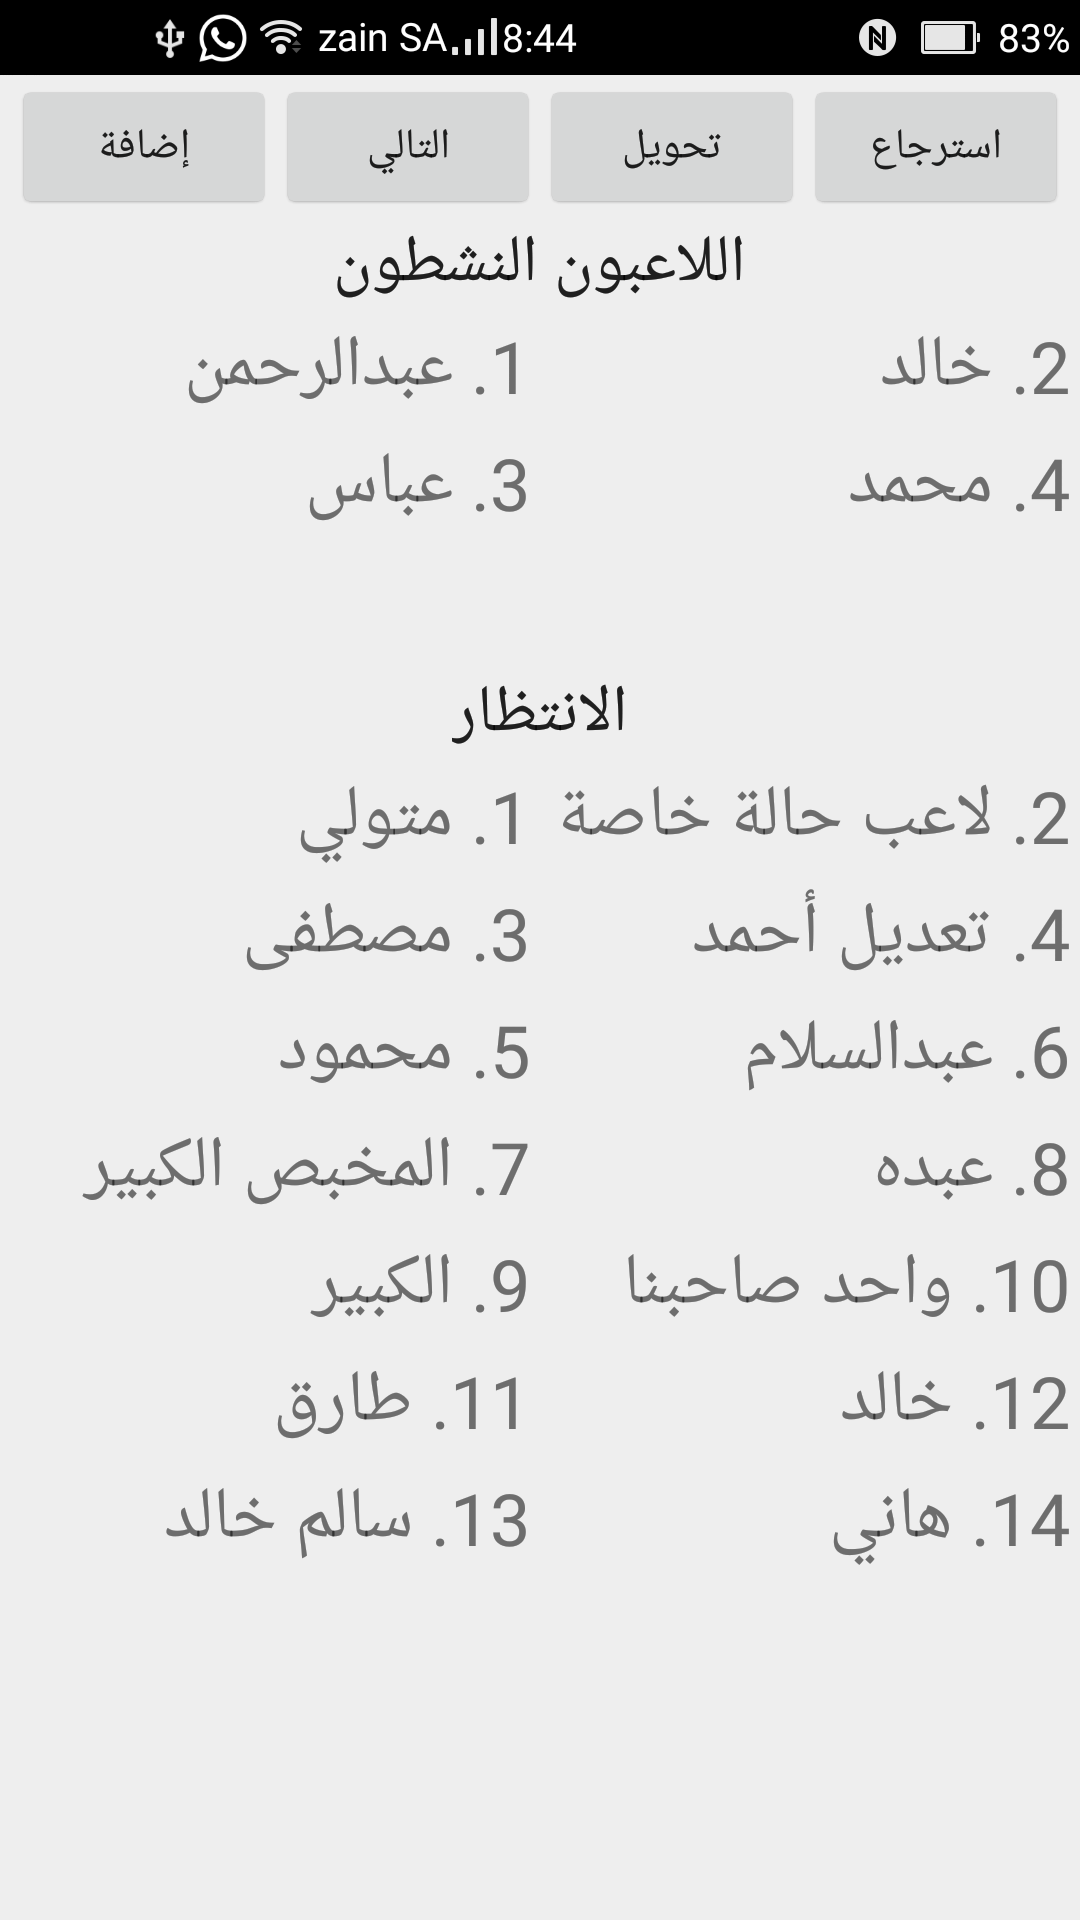 zain SA 8:44 83%
استرجاع تحويل التالي إضافة
اللاعبون النشطون
1. عبدالرحمن
2. خالد
3. عباس
4. محمد
الانتظار
1. متولي
2. لاعب حالة خاصة
3. مصطفى
4. تعديل أحمد
5. محمود
6. عبدالسلام
7. المخبص الكبير
8. عبده
9. الكبير
10. واحد صاحبنا
11. طارق
12. خالد
13. سالم خالد
14. هاني